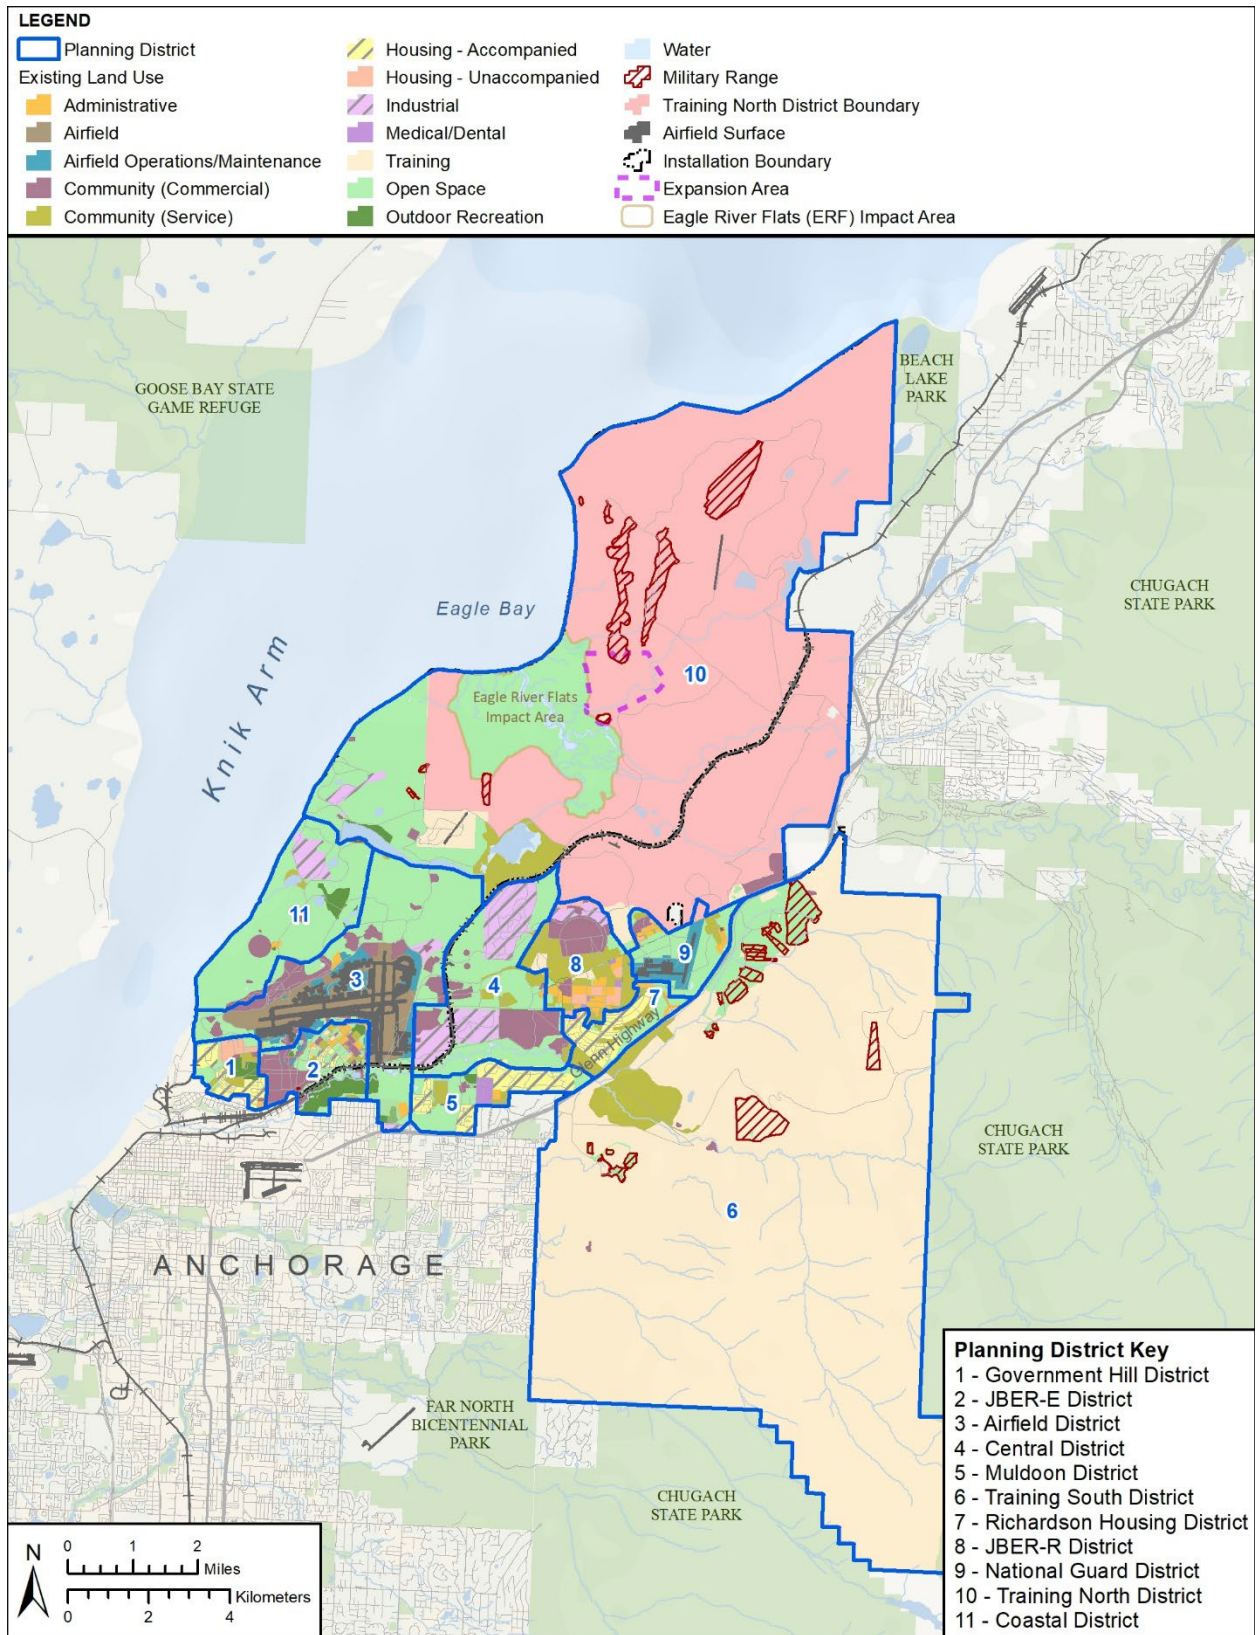 LEGEND
Planning District
Existing Land Use
Administrative
Airfield
Airfield Operations/Maintenance
Community (Commercial)
Community (Service)
Housing - Accompanied
Housing - Unaccompanied
Industrial
Medical/Dental
Training
Open Space
Outdoor Recreation
Water
Military Range
Training North District Boundary
Airfield Surface
Installation Boundary
Expansion Area
Eagle River Flats (ERF) Impact Area
GOOSE BAY STATE
GAME REFUGE
BEACH
LAKE
PARK
CHUGACH
STATE PARK
Eagle Bay
Knik Arm
10
Eagle River Flats
Impact Area
11
3
9
8
4
7
Glenn Highway
1
2
5
CHUGACH
STATE PARK
6
ANCHORAGE
FAR NORTH
BICENTENNIAL
PARK
CHUGACH
STATE PARK
N
0 1 2
Miles
Kilometers
0 2 4
Planning District Key
1 - Government Hill District
2 - JBER-E District
3 - Airfield District
4 - Central District
5 - Muldoon District
6 - Training South District
7 - Richardson Housing District
8 - JBER-R District
9 - National Guard District
10 - Training North District
11 - Coastal District